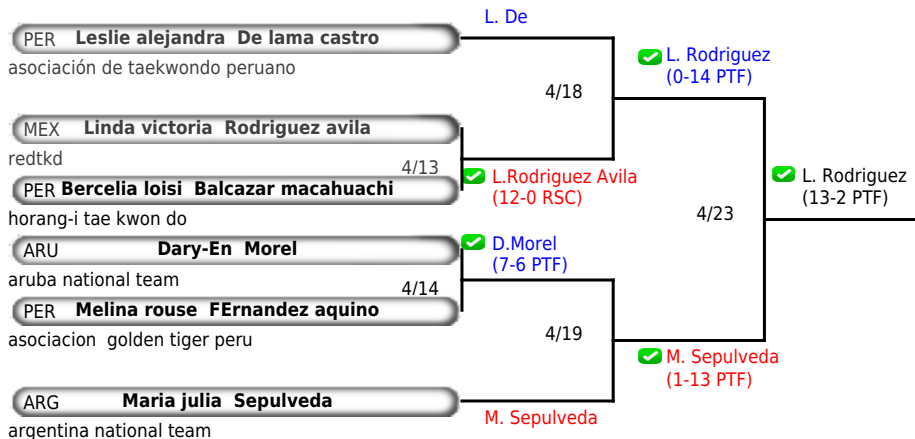 L. De
PER Leslie alejandra De lama castro
asociación de taekwondo peruano
L. Rodriguez
(0-14 PTF)
4/18
MEX Linda victoria Rodriguez avila
redtkd
4/13
L.Rodriguez Avila
(12-0 RSC)
PER Bercelia loisi Balcazar macahuachi
horang-i tae kwon do
L. Rodriguez
(13-2 PTF)
4/23
ARU Dary-En Morel
aruba national team
D.Morel
(7-6 PTF)
4/14
PER Melina rouse FErnandez aquino
asociacion golden tiger peru
4/19
M. Sepulveda
(1-13 PTF)
ARG Maria julia Sepulveda
argentina national team
M. Sepulveda